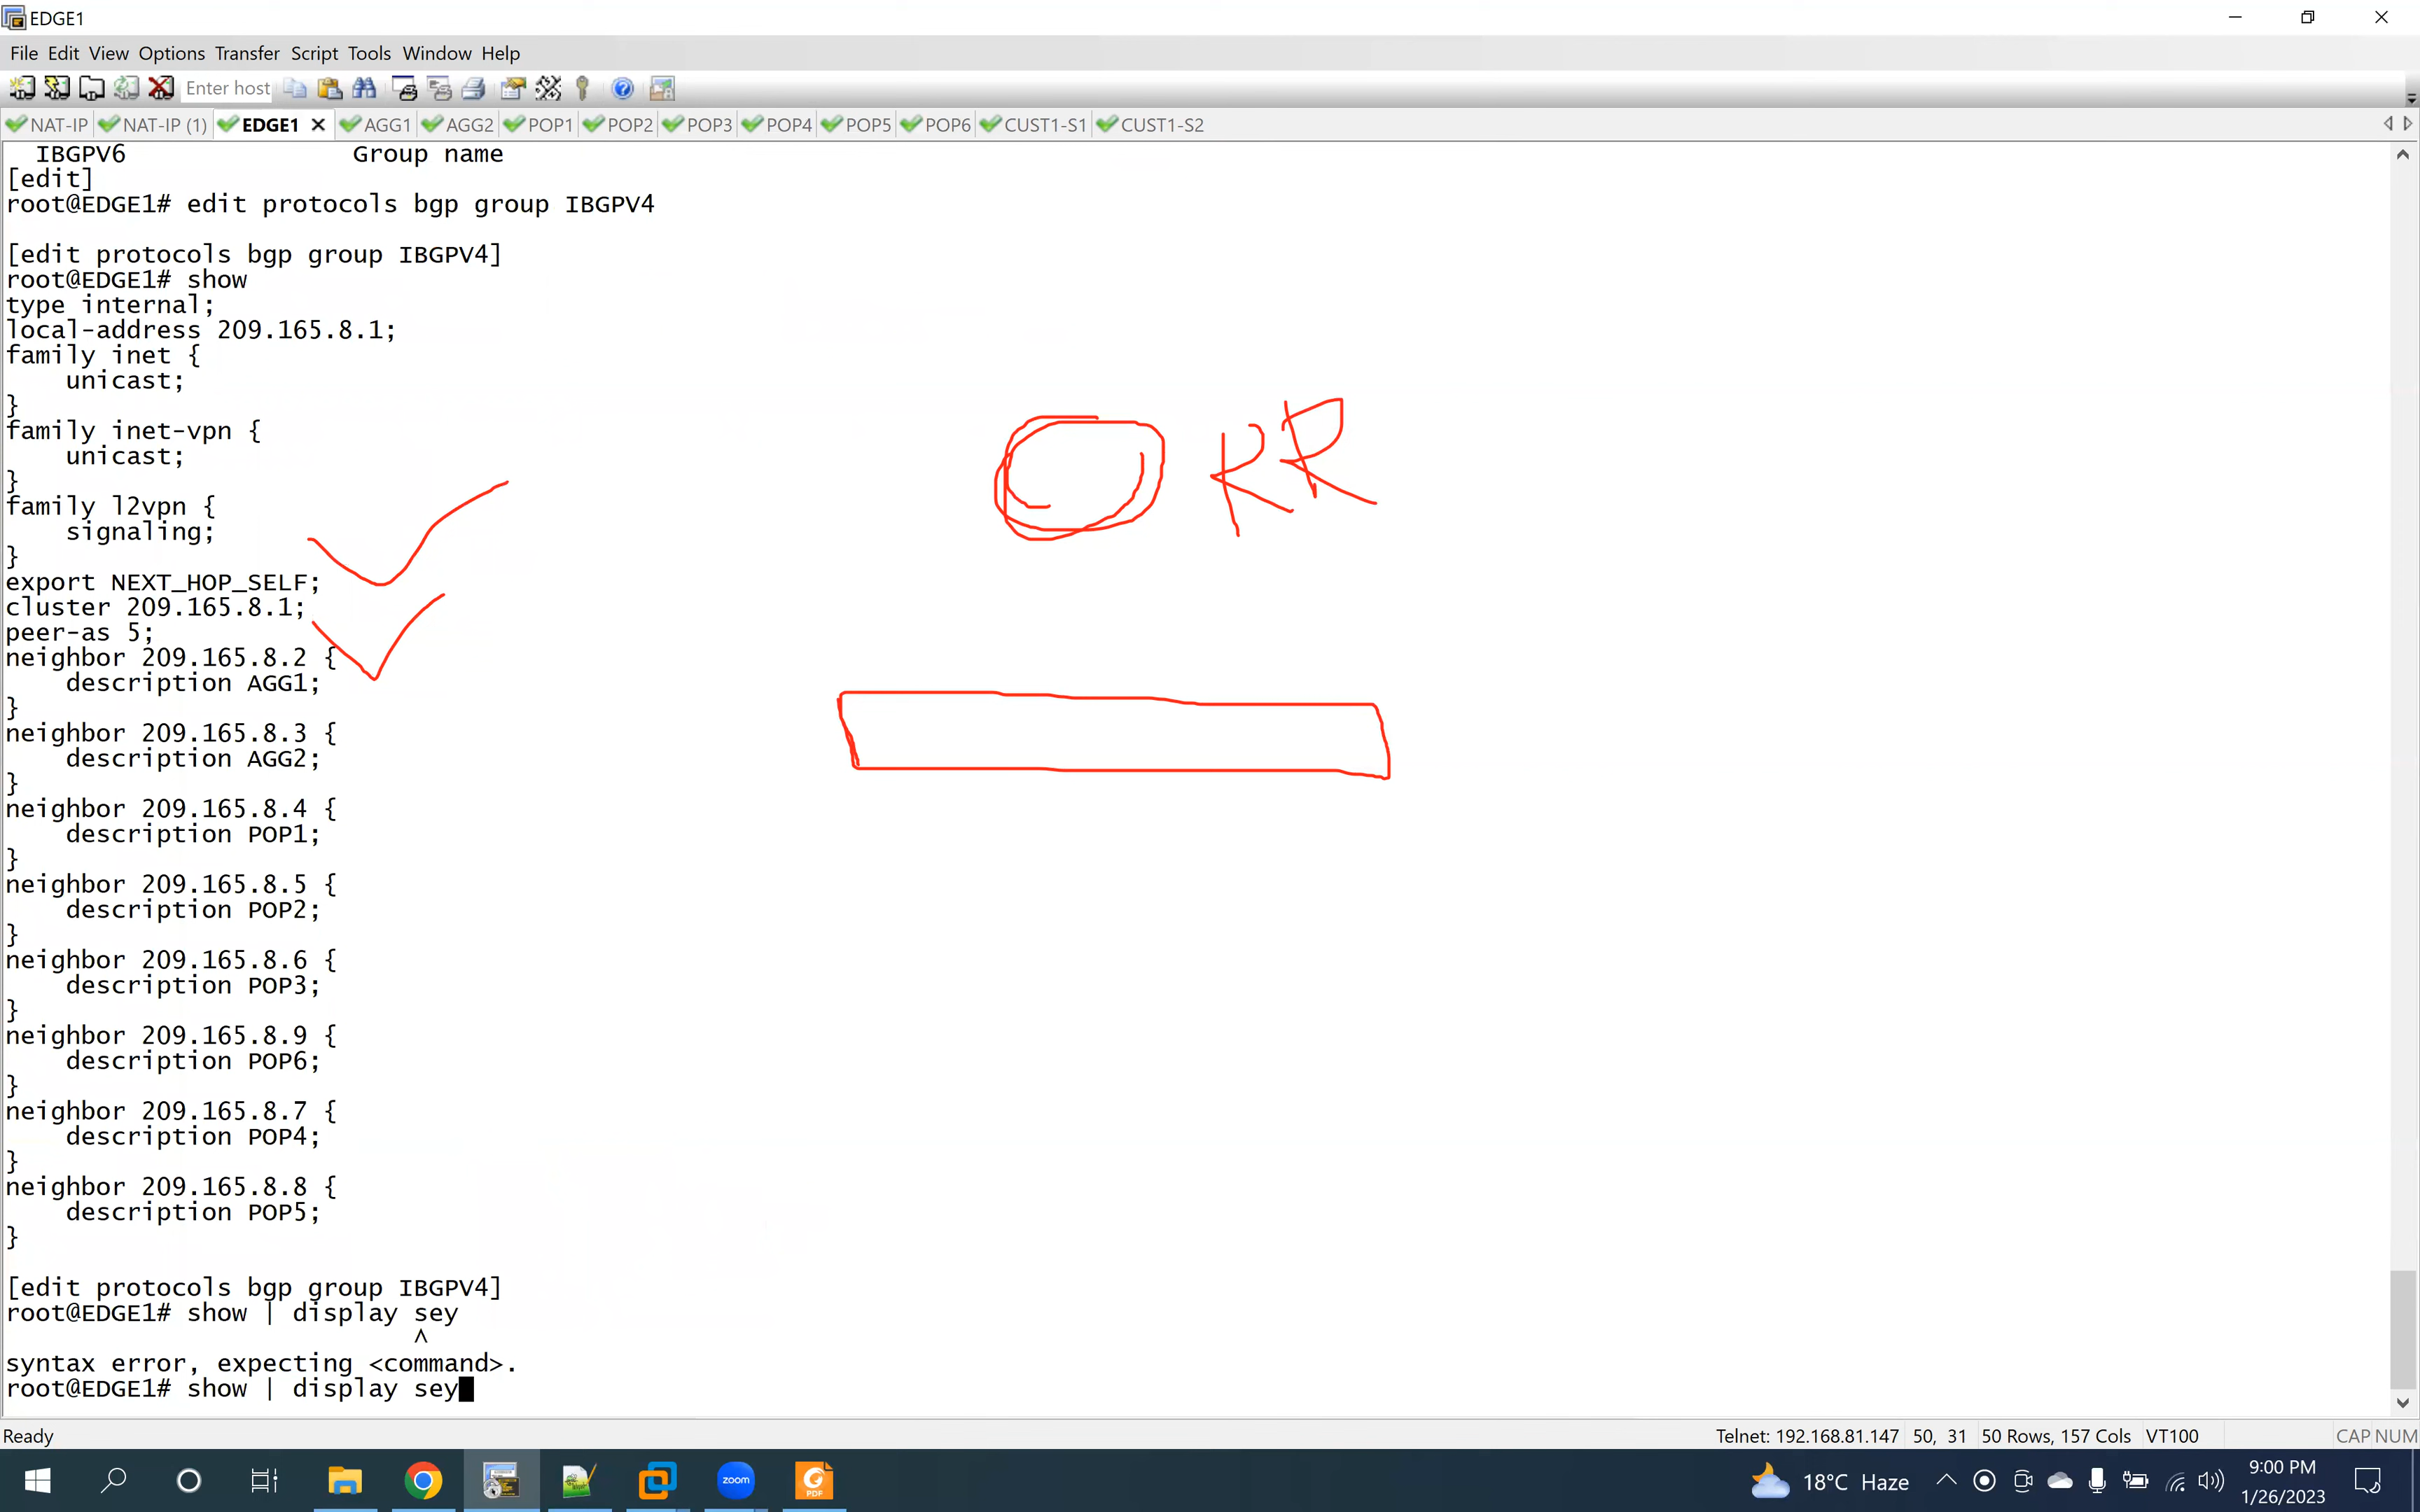 EDGE1
File Edit View Options Transfer Script Tools Window Help
Enter host
NAT-IP NAT-IP (1) EDGE1 AGG1 AGG2 POP1 POP2 POP3 POP4 POP5 POP6 CUST1-S1 CUST1-S2
IBGPV6 Group name
[edit]
root@EDGE1# edit protocols bgp group IBGPV4
[edit protocols bgp group IBGPV4]
root@EDGE1# show
type internal;
local-address 209.165.8.1;
family inet {
unicast;
}
family inet-vpn {
unicast;
}
family l2vpn {
signaling;
}
export NEXT_HOP_SELF;
cluster 209.165.8.1;
peer-as 5;
neighbor 209.165.8.2 {
description AGG1;
}
neighbor 209.165.8.3 {
description AGG2;
}
neighbor 209.165.8.4 {
description POP1;
}
neighbor 209.165.8.5 {
description POP2;
}
neighbor 209.165.8.6 {
description POP3;
}
neighbor 209.165.8.9 {
description POP6;
}
neighbor 209.165.8.7 {
description POP4;
}
neighbor 209.165.8.8 {
description POP5;
}
[edit protocols bgp group IBGPV4]
root@EDGE1# show | display sey
^
syntax error, expecting <command>.
root@EDGE1# show | display sey
RR
Ready Telnet: 192.168.81.147 50, 31 50 Rows, 157 Cols VT100 CAP NUM
zoom PDF 18°C Haze 9:00 PM
1/26/2023